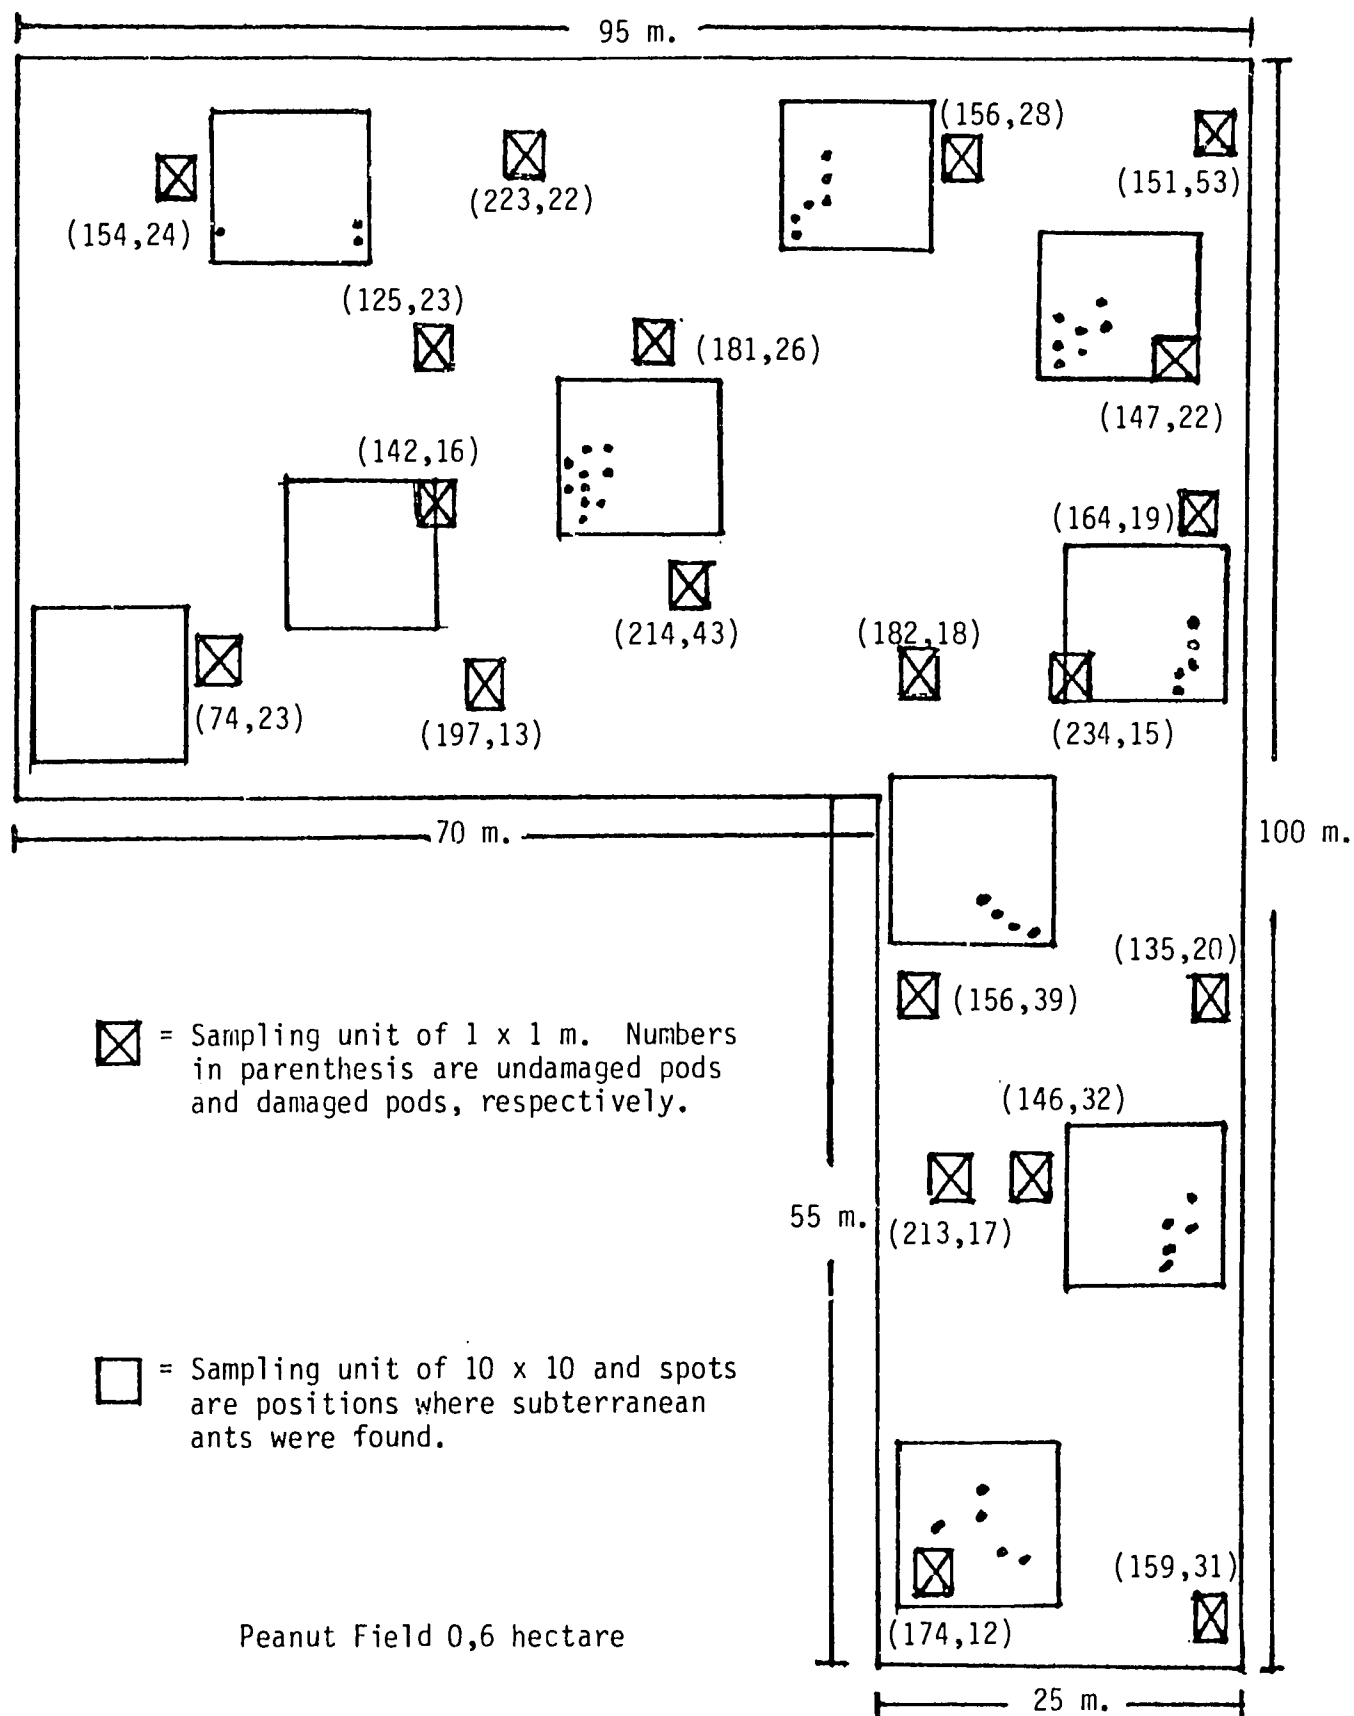 95 m.
(156,28)
(151,53)
(223,22)
(154,24)
(125,23)
(181,26)
(147,22)
(142,16)
(164,19)
(214,43)
(182,18)
(74,23)
(197,13)
(234,15)
70 m.
100 m.
(135,20)
(156,39)
= Sampling unit of 1 x 1 m. Numbers
in parenthesis are undamaged pods
and damaged pods, respectively.
(146,32)
55 m.
(213,17)
= Sampling unit of 10 x 10 and spots
are positions where subterranean
ants were found.
(159,31)
(174,12)
Peanut Field 0,6 hectare
25 m.